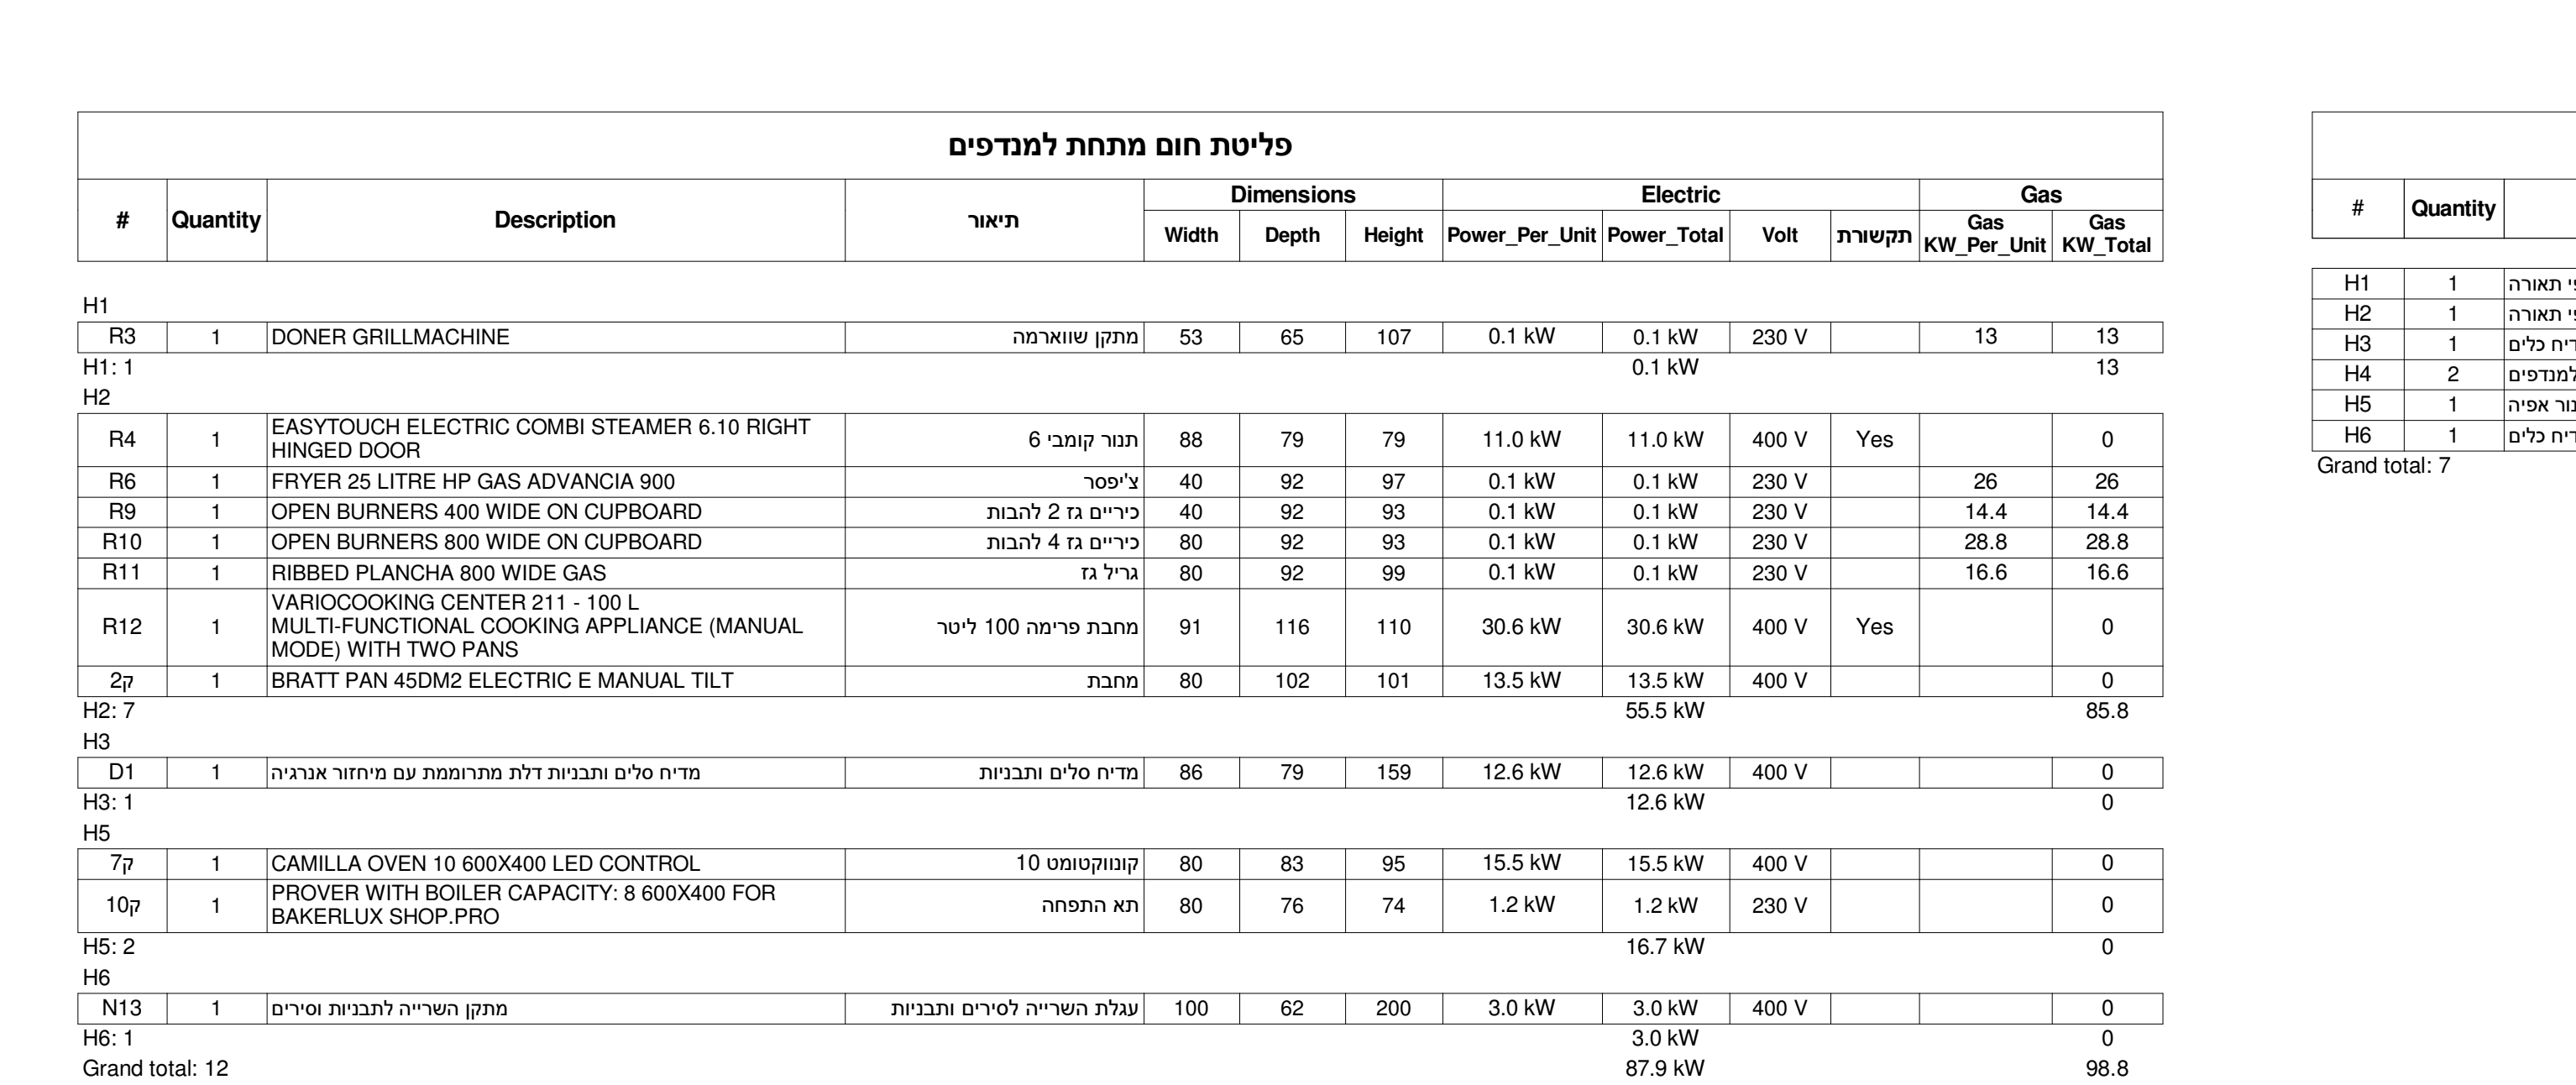 פליטת חום מתחת למנדפים
# Quantity Description תיאור Dimensions Electric Gas
Width Depth Height Power_Per_Unit Power_Total Volt תקשורת Gas KW_Per_Unit Gas KW_Total
H1
R3 1 DONER GRILLMACHINE מתקן שווארמה 53 65 107 0.1 kW 0.1 kW 230 V 13 13
H1: 1 0.1 kW 13
H2
R4 1 EASYTOUCH ELECTRIC COMBI STEAMER 6.10 RIGHT
HINGED DOOR תנור קומבי 6 88 79 79 11.0 kW 11.0 kW 400 V Yes 0
R6 1 FRYER 25 LITRE HP GAS ADVANCIA 900 צ'יפסר 40 92 97 0.1 kW 0.1 kW 230 V 26 26
R9 1 OPEN BURNERS 400 WIDE ON CUPBOARD כיריים גז 2 להבות 40 92 93 0.1 kW 0.1 kW 230 V 14.4 14.4
R10 1 OPEN BURNERS 800 WIDE ON CUPBOARD כיריים גז 4 להבות 80 92 93 0.1 kW 0.1 kW 230 V 28.8 28.8
R11 1 RIBBED PLANCHA 800 WIDE GAS גריל גז 80 92 99 0.1 kW 0.1 kW 230 V 16.6 16.6
R12 1 VARIOCOOKING CENTER 211 - 100 L
MULTI-FUNCTIONAL COOKING APPLIANCE (MANUAL
MODE) WITH TWO PANS מחבת פרימה 100 ליטר 91 116 110 30.6 kW 30.6 kW 400 V Yes 0
ק2 1 BRATT PAN 45DM2 ELECTRIC E MANUAL TILT מחבת 80 102 101 13.5 kW 13.5 kW 400 V 0
H2: 7 55.5 kW 85.8
H3
D1 1 מדיח סלים ותבניות דלת מתרוממת עם מיחזור אנרגיה מדיח סלים ותבניות 86 79 159 12.6 kW 12.6 kW 400 V 0
H3: 1 12.6 kW 0
H5
ק7 1 CAMILLA OVEN 10 600X400 LED CONTROL קונווקטומט 10 80 83 95 15.5 kW 15.5 kW 400 V 0
ק10 1 PROVER WITH BOILER CAPACITY: 8 600X400 FOR
BAKERLUX SHOP.PRO תא התפחה 80 76 74 1.2 kW 1.2 kW 230 V 0
H5: 2 16.7 kW 0
H6
N13 1 מתקן השרייה לתבניות וסירים עגלת השרייה לסירים ותבניות 100 62 200 3.0 kW 3.0 kW 400 V 0
H6: 1 3.0 kW 0
Grand total: 12 87.9 kW 98.8
# Quantity
H1 1 תאורה
H2 1 תאורה
H3 1 כלים
H4 2 למנדפים
H5 1 אפיה
H6 1 כלים
Grand total: 7